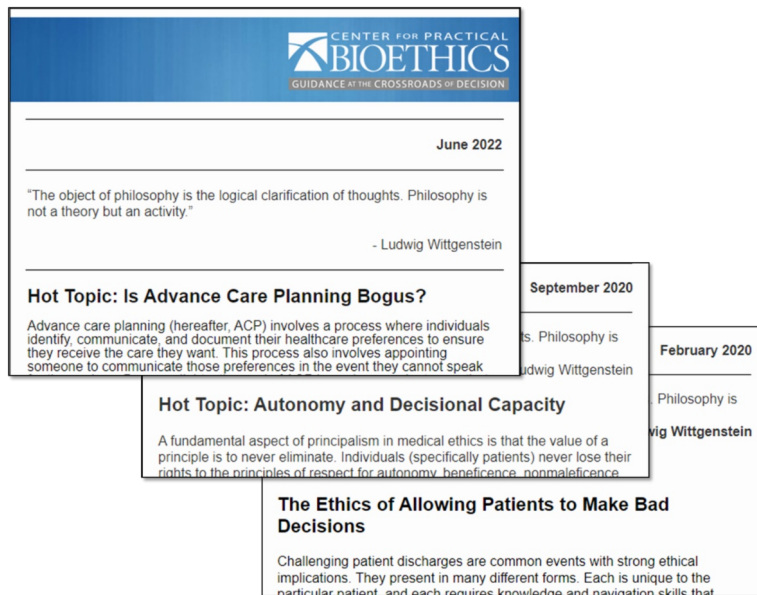 CENTER FOR PRACTICAL
BIOETHICS
GUIDANCE AT THE CROSSROADS OF DECISION
June 2022
“The object of philosophy is the logical clarification of thoughts. Philosophy is
not a theory but an activity.”
- Ludwig Wittgenstein
Hot Topic: Is Advance Care Planning Bogus?
Advance care planning (hereafter, ACP) involves a process where individuals
identify, communicate, and document their healthcare preferences to ensure
they receive the care they want. This process also involves appointing
someone to communicate those preferences in the event they cannot speak
September 2020
Philosophy is
Wittgenstein
Hot Topic: Autonomy and Decisional Capacity
A fundamental aspect of principalism in medical ethics is that the value of a
principle is to never eliminate. Individuals (specifically patients) never lose their
rights to the principles of respect for autonomy, beneficence, nonmaleficence
February 2020
Philosophy is
Wittgenstein
The Ethics of Allowing Patients to Make Bad
Decisions
Challenging patient discharges are common events with strong ethical
implications. They present in many different forms. Each is unique to the
particular patient, and each requires knowledge and navigation skills that